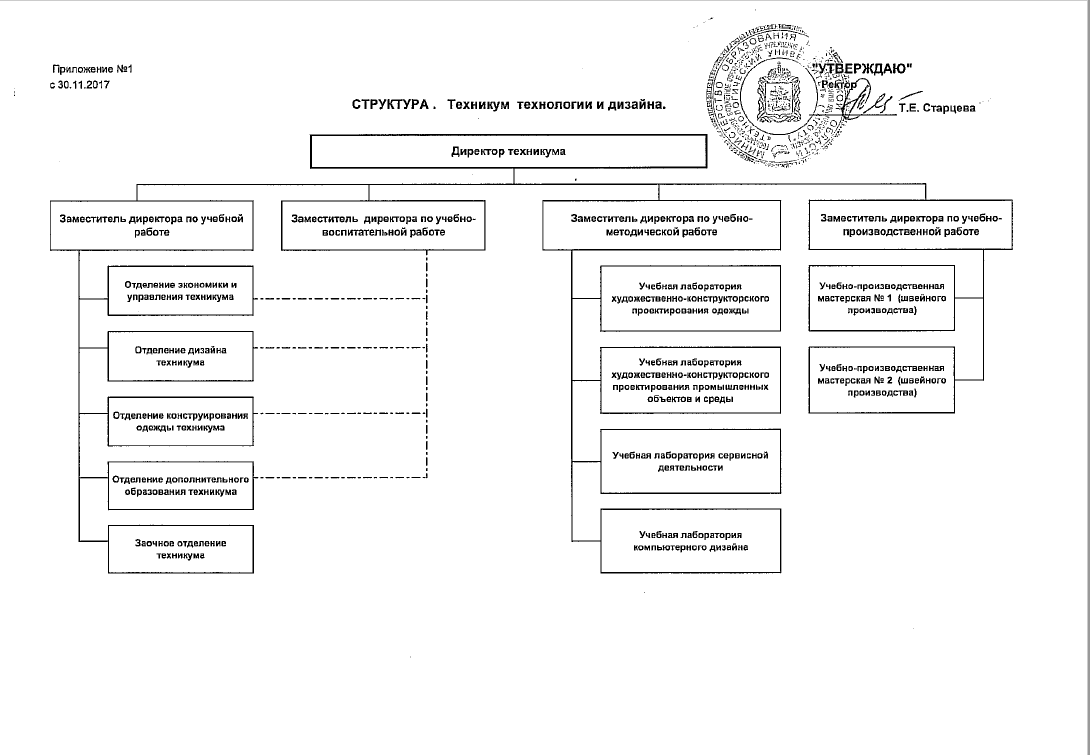 Приложение №1
с 30.11.2017
"УТВЕРЖДАЮ"
Ректор
Т.Е. Старцева
СТРУКТУРА . Техникум технологии и дизайна.
Директор техникума
Заместитель директора по учебной
работе
Заместитель директора по учебно-
воспитательной работе
Заместитель директора по учебно-
методической работе
Заместитель директора по учебно-
производственной работе
Отделение экономики и
управления техникума
Отделение дизайна
техникума
Отделение конструирования
одежды техникума
Отделение дополнительного
образования техникума
Заочное отделение
техникума
Учебная лаборатория
художественно-конструкторского
проектирования одежды
Учебная лаборатория
художественно-конструкторского
проектирования промышленных
объектов и среды
Учебная лаборатория сервисной
деятельности
Учебная лаборатория
компьютерного дизайна
Учебно-производственная
мастерская № 1 (швейного
производства)
Учебно-производственная
мастерская № 2 (швейного
производства)